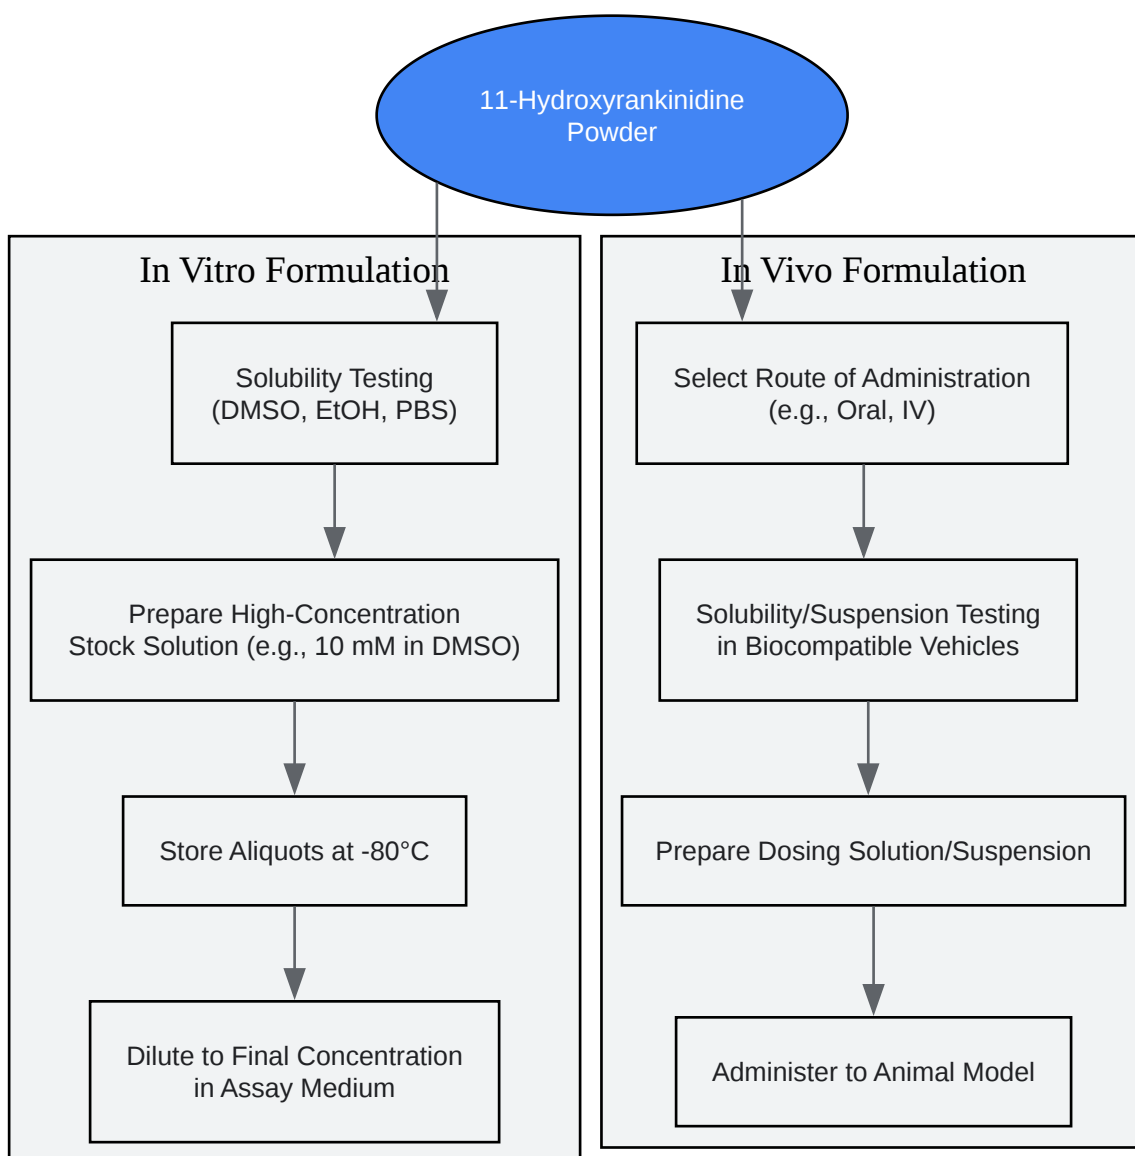 11-Hydroxyrankinidine
Powder
In Vitro Formulation
Solubility Testing
(DMSO, EtOH, PBS)
Prepare High-Concentration
Stock Solution (e.g., 10 mM in DMSO)
Store Aliquots at -80°C
Dilute to Final Concentration
in Assay Medium
In Vivo Formulation
Select Route of Administration
(e.g., Oral, IV)
Solubility/Suspension Testing
in Biocompatible Vehicles
Prepare Dosing Solution/Suspension
Administer to Animal Model